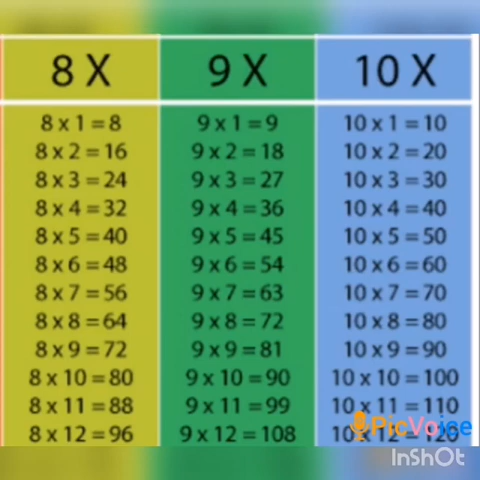 8 X 9 X 10 X
8 x 1 = 8 9 x 1 = 9 10 x 1 = 10
8 x 2 = 16 9 x 2 = 18 10 x 2 = 20
8 x 3 = 24 9 x 3 = 27 10 x 3 = 30
8 x 4 = 32 9 x 4 = 36 10 x 4 = 40
8 x 5 = 40 9 x 5 = 45 10 x 5 = 50
8 x 6 = 48 9 x 6 = 54 10 x 6 = 60
8 x 7 = 56 9 x 7 = 63 10 x 7 = 70
8 x 8 = 64 9 x 8 = 72 10 x 8 = 80
8 x 9 = 72 9 x 9 = 81 10 x 9 = 90
8 x 10 = 80 9 x 10 = 90 10 x 10 = 100
8 x 11 = 88 9 x 11 = 99 10 x 11 = 110
8 x 12 = 96 9 x 12 = 108 10 x 12 = 120
PicVoice
InShOt